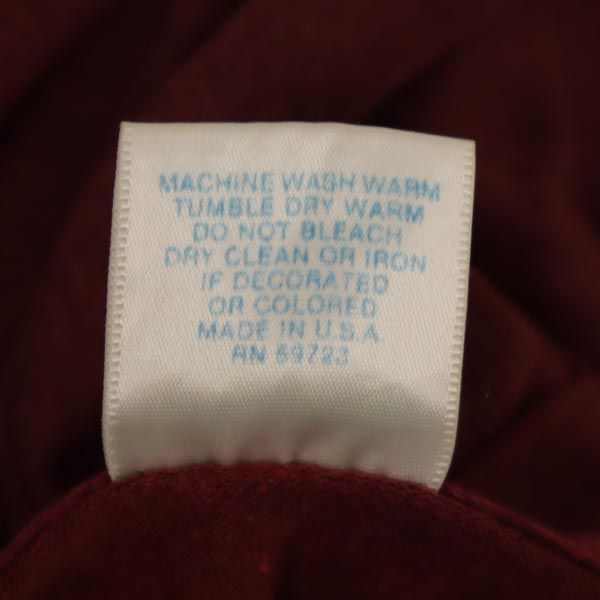 MACHINE WASH WARM
TUMBLE DRY WARM
DO NOT BLEACH
DRY CLEAN OR IRON
IF DECORATED
OR COLORED
MADE IN U.S.A
RN 59723